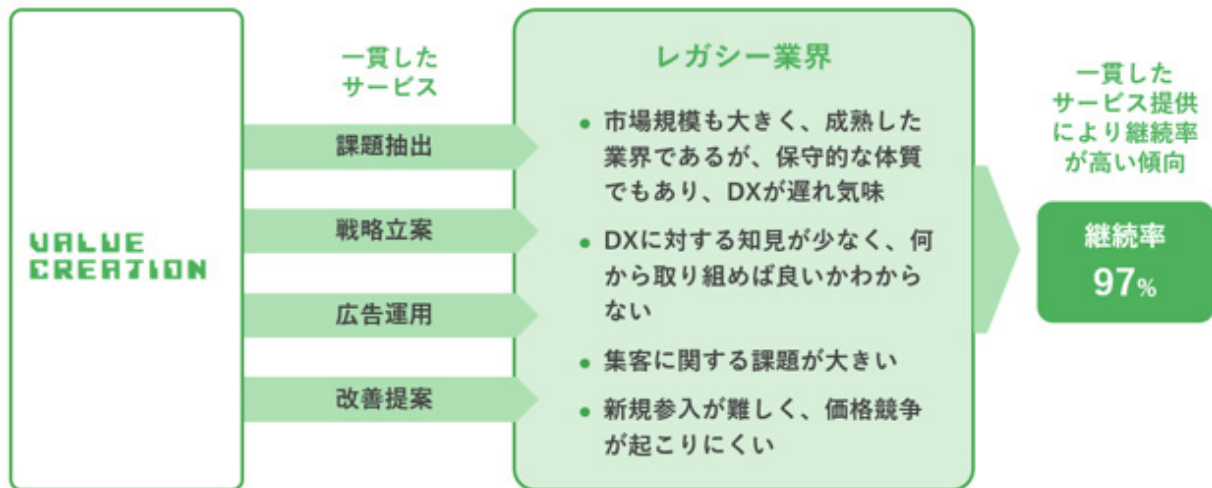 VALUE
CREATION
一貫した
サービス
課題抽出
戦略立案
広告運用
改善提案
レガシー業界
• 市場規模も大きく、成熟した
業界であるが、保守的な体質
でもあり、DXが遅れ気味
• DXに対する知見が少なく、何
から取り組めば良いかわから
ない
• 集客に関する課題が大きい
• 新規参入が難しく、価格競争
が起こりにくい
一貫した
サービス提供
により継続率
が高い傾向
継続率
97%